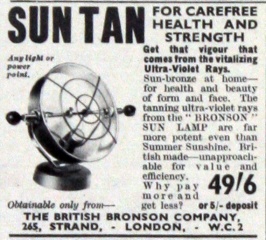 SUN TAN
FOR CAREFREE
HEALTH AND
STRENGTH
Any light or
power
point.
Get that vigour that
comes from the vitalizing
Ultra-Violet Rays.
Sun-bronze at home—
for health and beauty
of form and face. The
tanning ultra-violet rays
from the "BRONSON"
SUN LAMP are far
more potent even than
Summer Sunshine. Bri-
tish made—unapproach-
able for value and
efficiency.
Why pay
more and
get less?
49/6
or 5/- deposit
Obtainable only from—
THE BRITISH BRONSON COMPANY,
265, STRAND, - LONDON, - W.C.2